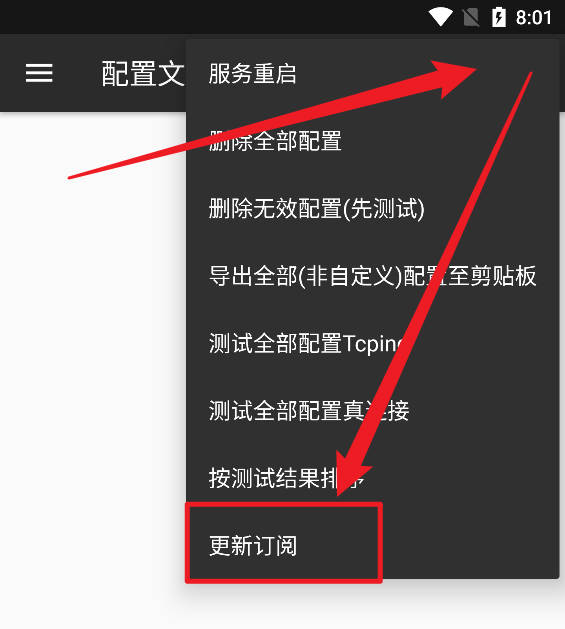 8:01
配置文
服务重启
删除全部配置
删除无效配置(先测试)
导出全部(非自定义)配置至剪贴板
测试全部配置Tcping
测试全部配置真连接
按测试结果排序
更新订阅